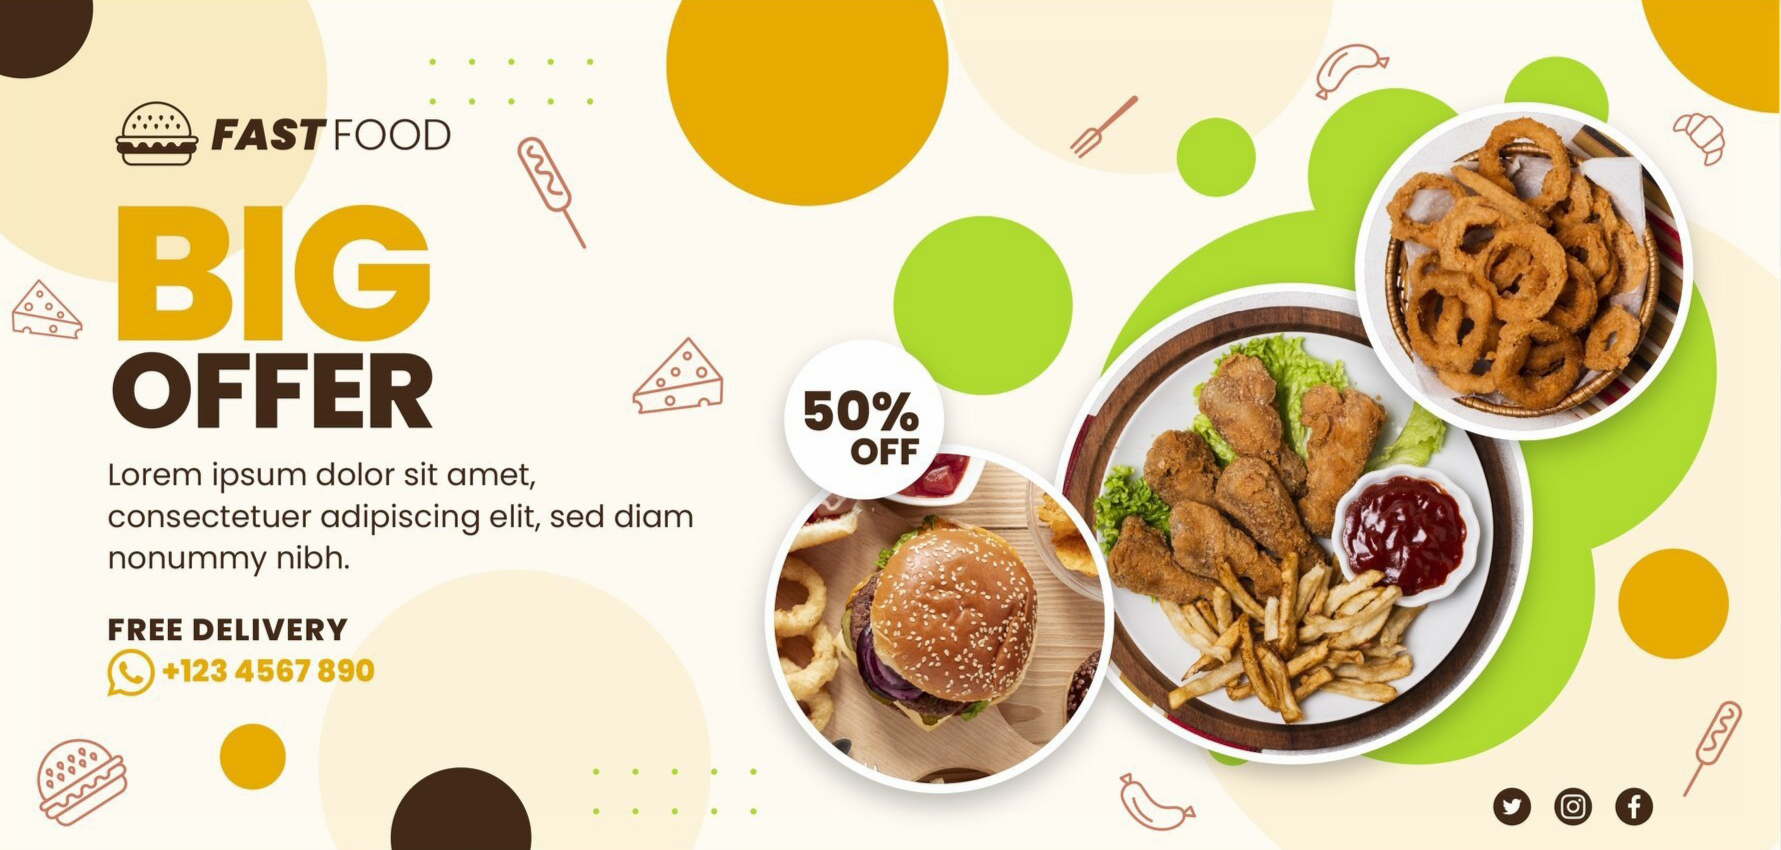 FAST FOOD
BIG
OFFER
Lorem ipsum dolor sit amet,
consectetuer adipiscing elit, sed diam
nonummy nibh.
FREE DELIVERY
+123 4567 890
50%
OFF